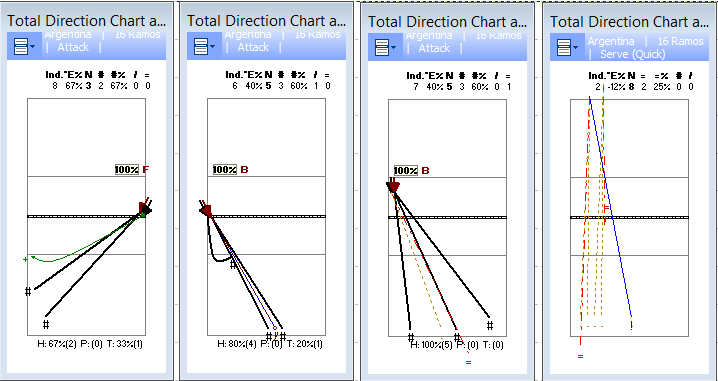 Total Direction Chart a...
Argentina | 16 Ramos
| Attack |
Ind. E% N # #% / =
8 67% 3 2 67% 0 0
100% F
+
#
#
H: 67%(2) P: (0) T: 33%(1)
Total Direction Chart a...
Argentina | 16 Ramos
| Attack |
Ind. E% N # #% / =
6 40% 5 3 60% 1 0
100% B
#
# #
H: 80%(4) P: (0) T: 20%(1)
Total Direction Chart a...
Argentina | 16 Ramos
| Attack |
Ind. E% N # #% / =
7 40% 5 3 60% 0 1
100% B
#
# #
H: 100%(5) P: (0) T: (0)
=
Total Direction Chart a...
Argentina | 16 Ramos
| Serve (Quick)
Ind. E% N = =% # /
2 -12% 8 2 25% 0 0
=
!
=